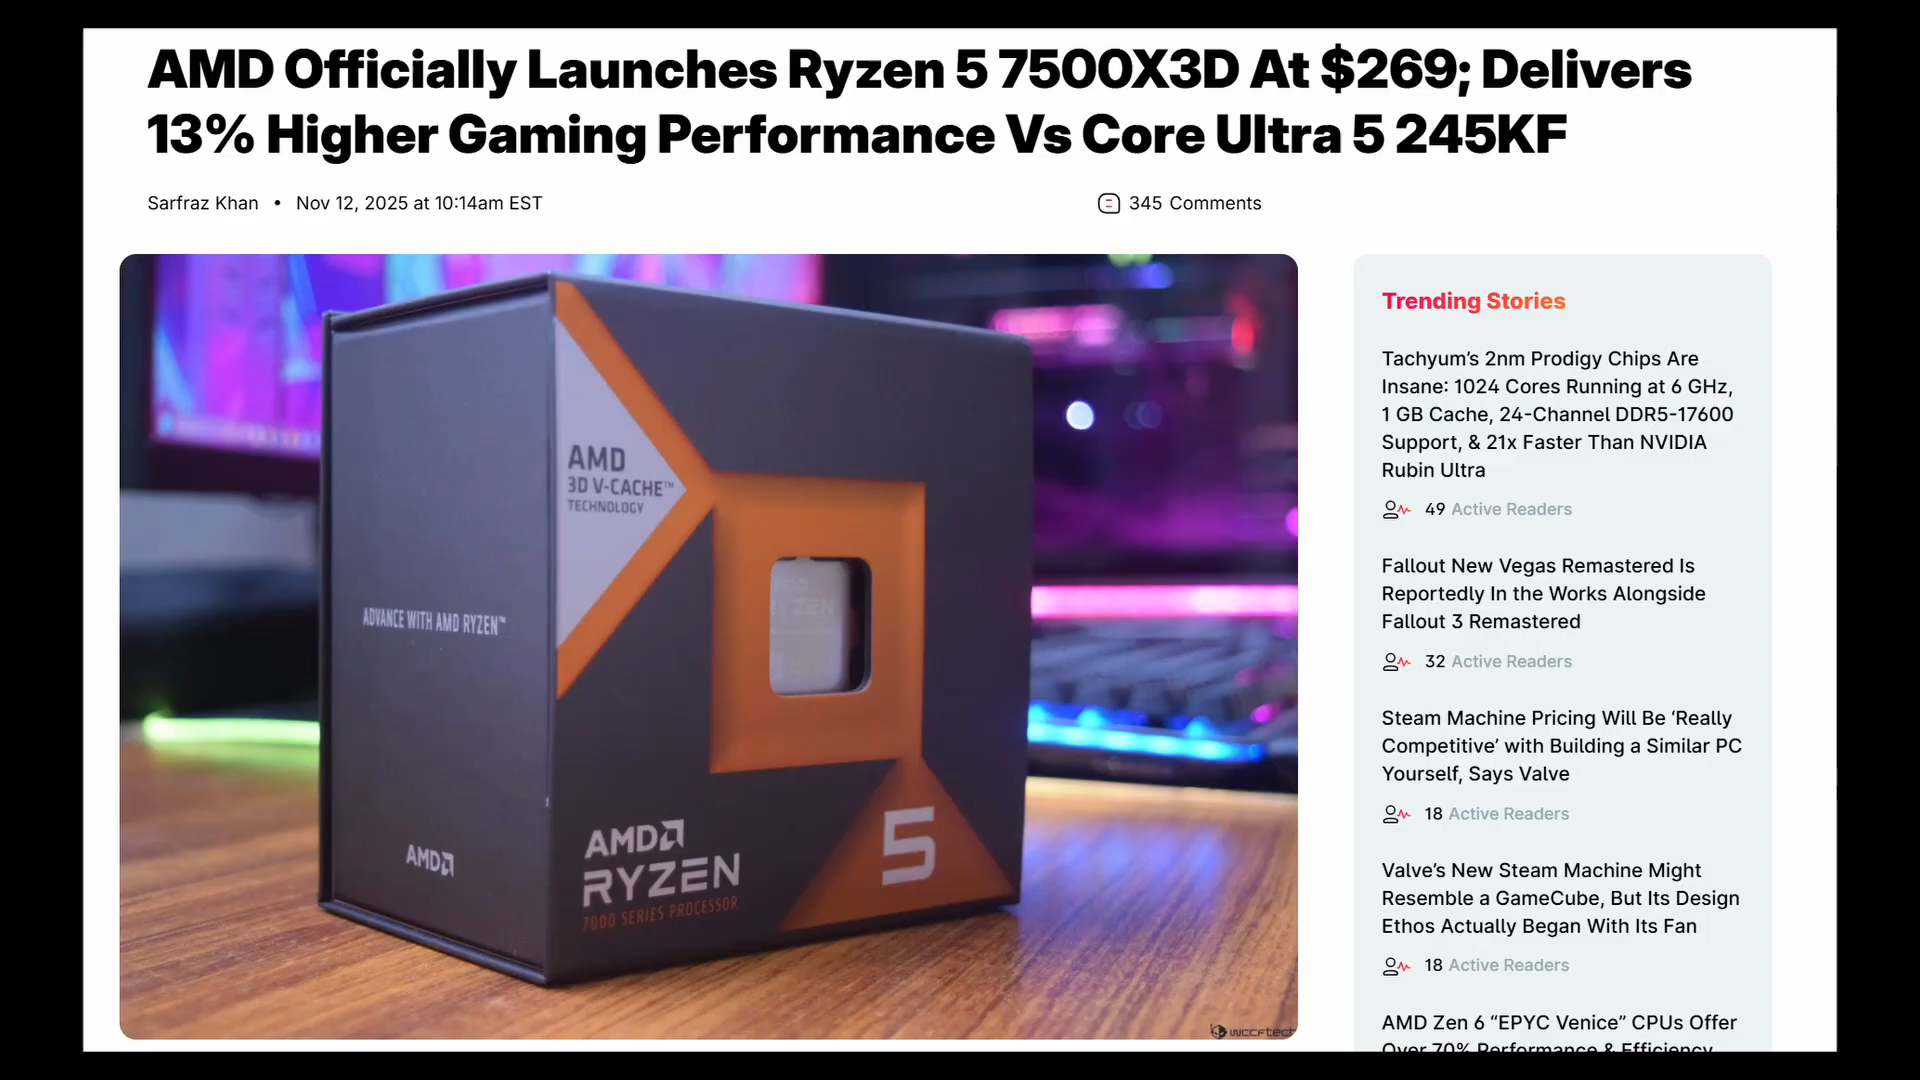 AMD Officially Launches Ryzen 5 7500X3D At $269; Delivers
13% Higher Gaming Performance Vs Core Ultra 5 245KF
Sarfraz Khan • Nov 12, 2025 at 10:14am EST
345 Comments
AMD
3D V-CACHE™
TECHNOLOGY
ADVANCE WITH AMD RYZEN™
AMD
RYZEN
AMD
RYZEN
7000 SERIES PROCESSOR
5
AMD
wccftech
Trending Stories
Tachyum’s 2nm Prodigy Chips Are
Insane: 1024 Cores Running at 6 GHz,
1 GB Cache, 24-Channel DDR5-17600
Support, & 21x Faster Than NVIDIA
Rubin Ultra
49 Active Readers
Fallout New Vegas Remastered Is
Reportedly In the Works Alongside
Fallout 3 Remastered
32 Active Readers
Steam Machine Pricing Will Be ‘Really
Competitive’ with Building a Similar PC
Yourself, Says Valve
18 Active Readers
Valve’s New Steam Machine Might
Resemble a GameCube, But Its Design
Ethos Actually Began With Its Fan
18 Active Readers
AMD Zen 6 “EPYC Venice” CPUs Offer
Over 70% Performance & Efficiency